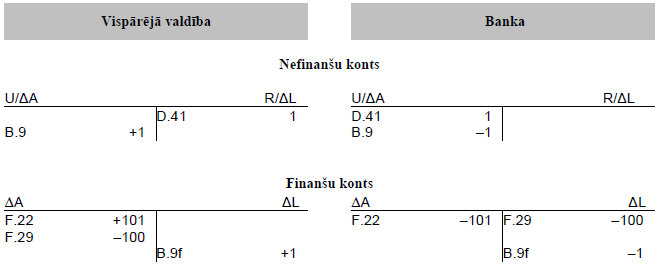 Vispārējā valdība Banka
Nefinanšu konts
U/ΔA R/ΔL U/ΔA R/ΔL
D.41 1 D.41 1
B.9 +1 B.9 –1
Finanšu konts
ΔA ΔL ΔA ΔL
F.22 +101 F.22 –101 F.29 –100
F.29 –100
B.9f +1 B.9f –1